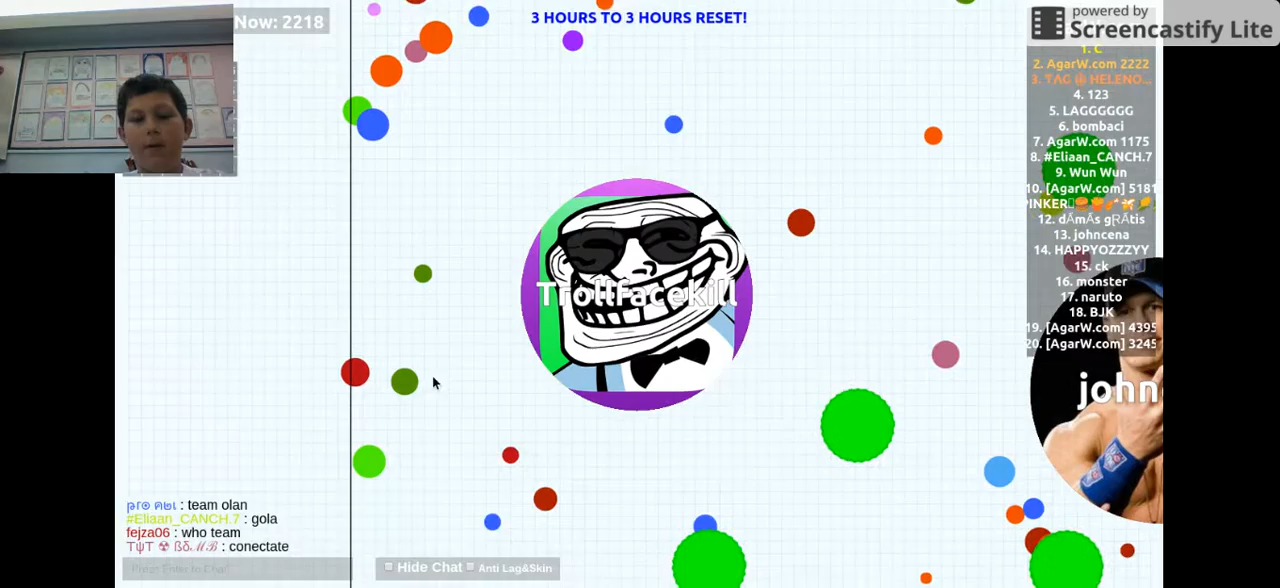 Now: 2218
3 HOURS TO 3 HOURS RESET!
powered by
Screencastify Lite
1. C
2. AgarW.com 2222
4. 123
5. LAGGGGGG
6. bombaci
7. AgarW.com 1175
8. #Eliaan_CANCH.7
9. Wun Wun
10. [AgarW.com] 5181
12. dÃmÃs gƦÃtis
13. johncena
14. HAPPYOZZZYY
15. ck
16. monster
17. naruto
18. BJK
19. [AgarW.com] 4395
20. [AgarW.com] 3245
Trollfacekill
john
: team olan
#Eliaan_CANCH.7 : gola
fejza06 : who team
: conectate
Hide Chat
Anti Lag&Skin